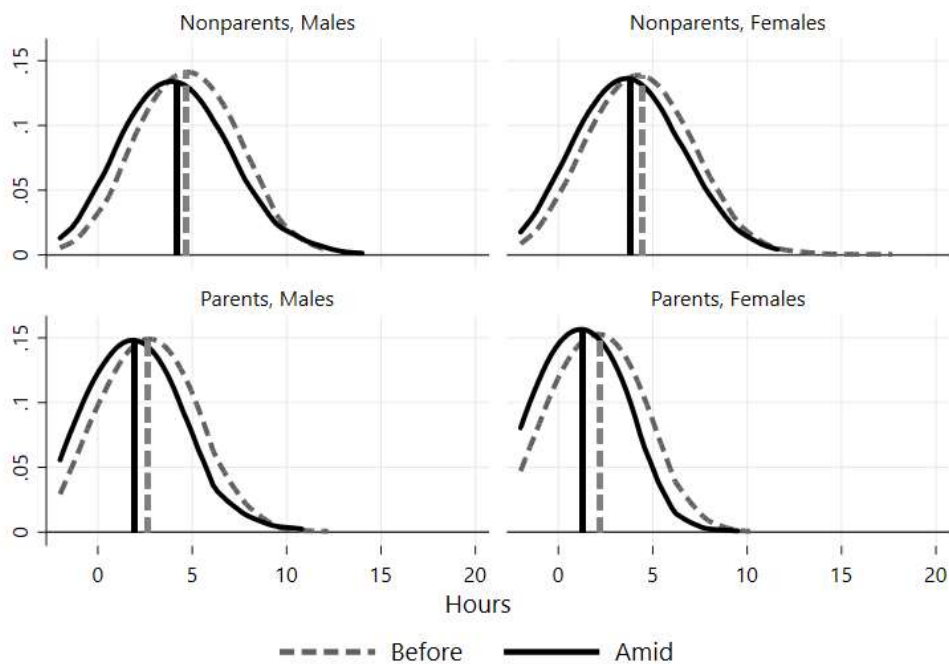 Nonparents, Males
Nonparents, Females
.15
.1
.05
0
Parents, Males
Parents, Females
.15
.1
.05
0
0 5 10 15 20
0 5 10 15 20
Hours
Before Amid